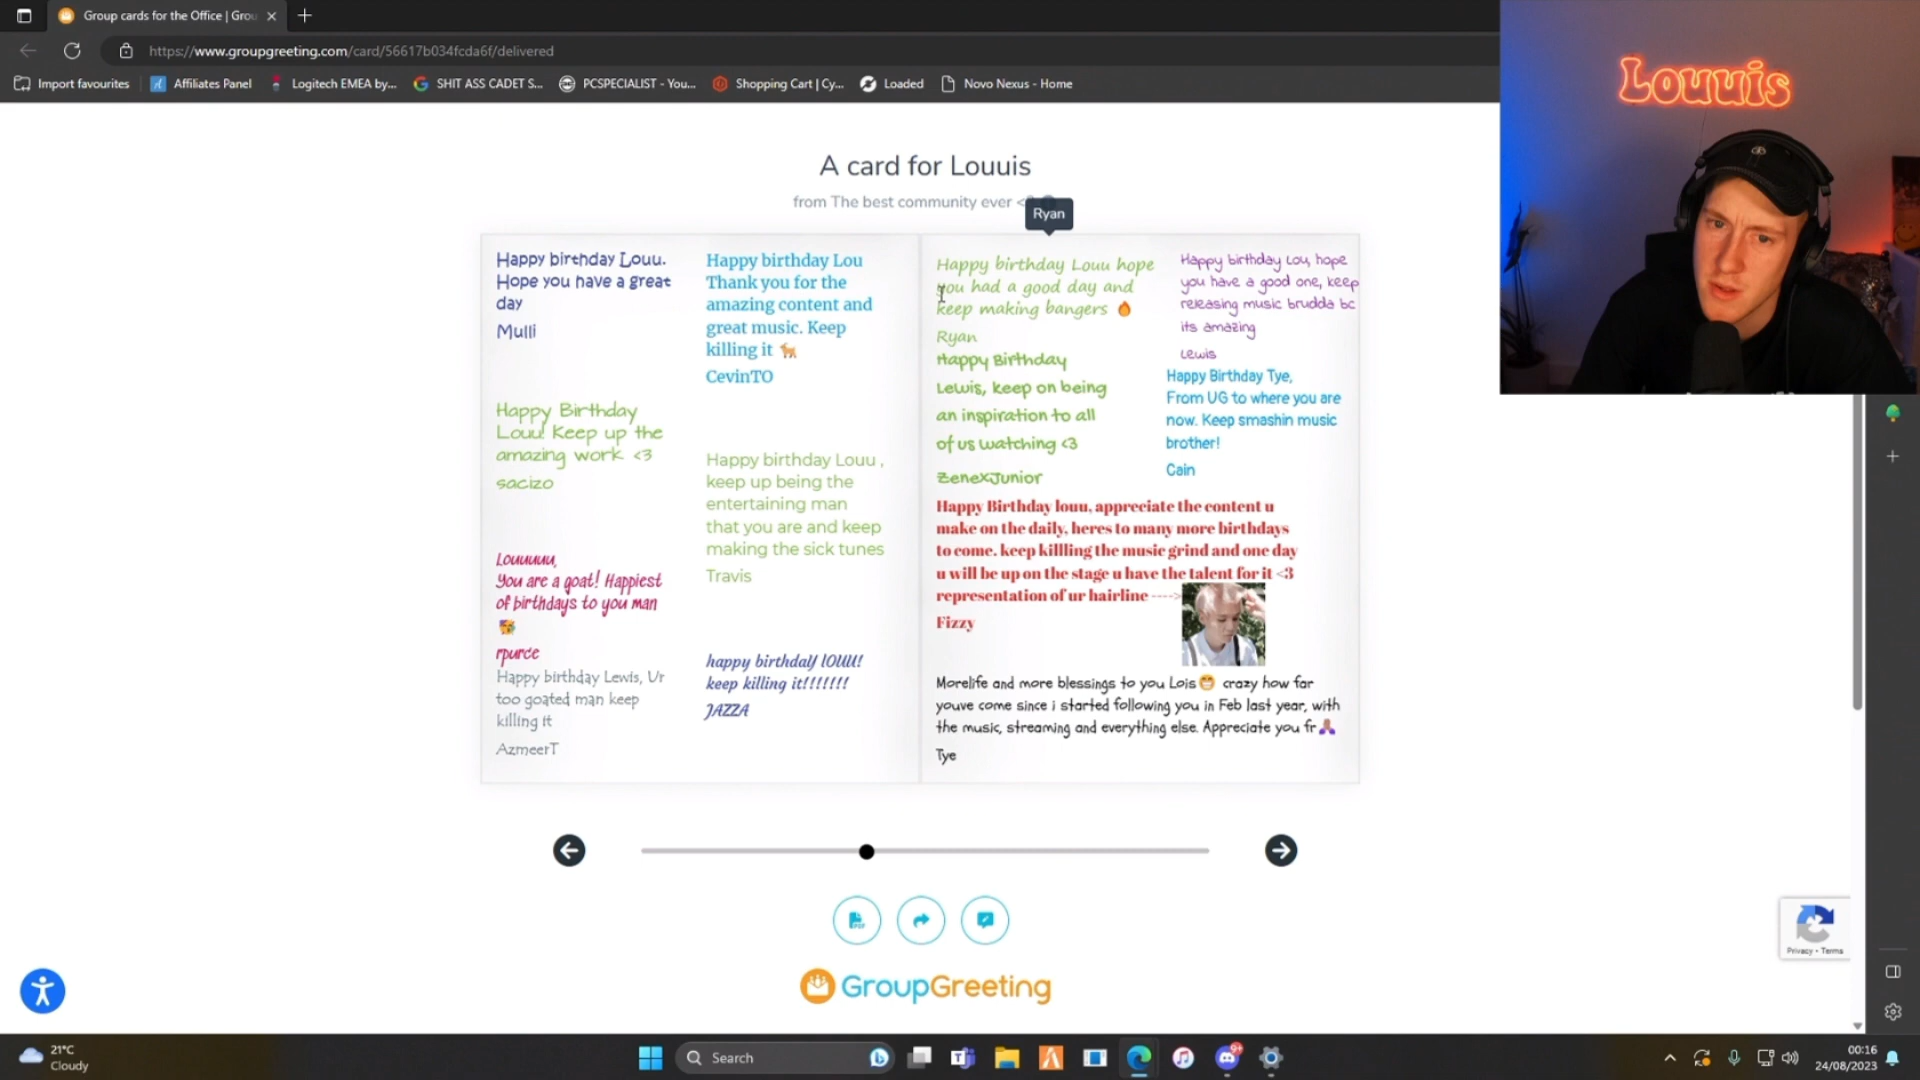 Group cards for the Office | Grou
https://www.groupgreeting.com/card/56617b034fcda6f/delivered
Import favourites
Affiliates Panel
Logitech EMEA by...
SHIT ASS CADET S...
PCSPECIALIST - You...
Shopping Cart | Cy...
Loaded
Novo Nexus - Home
Louuis
A card for Louuis
from The best community ever <
Ryan
Happy birthday Louu.
Hope you have a great
day
Mulli
Happy Birthday
Louu! Keep up the
amazing work <3
sacizo
Louuuuu,
You are a goat! Happiest
of birthdays to you man
🥳
rpurce
Happy birthday Lewis, Ur
too goated man keep
killing it
AzmeerT
Happy birthday Lou
Thank you for the
amazing content and
great music. Keep
killing it 🐐
CevinTO
Happy birthday Louu ,
keep up being the
entertaining man
that you are and keep
making the sick tunes
Travis
happy birthdaY lOUU!
keep killing it!!!!!!!
JAZZA
Happy birthday Louu hope
you had a good day and
keep making bangers 🔥
Ryan
Happy Birthday
Lewis, keep on being
an inspiration to all
of us watching <3
ZenexJunior
Happy birthday Lou, hope
you have a good one, keep
releasing music brudda bc
its amazing
Lewis
Happy Birthday Tye,
From UG to where you are
now. Keep smashin music
brother!
Cain
Happy Birthday louu, appreciate the content u
make on the daily, heres to many more birthdays
to come. keep killling the music grind and one day
u will be up on the stage u have the talent for it <3
representation of ur hairline ---->
Fizzy
Morelife and more blessings to you Lois😁 crazy how far
youve come since i started following you in Feb last year, with
the music, streaming and everything else. Appreciate you fr🙏🏾
Tye
PDF
Privacy - Terms
GroupGreeting
21°C
Cloudy
Search
9+
00:16
24/08/2023